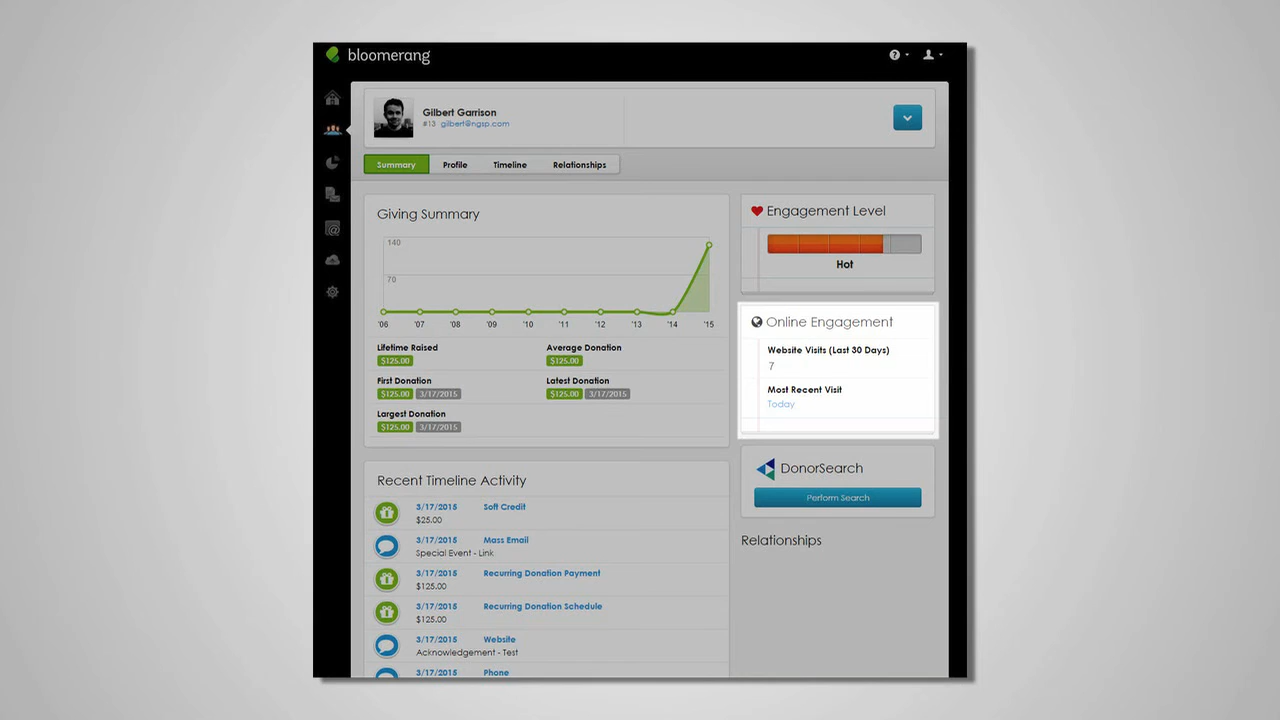 bloomerang
Gilbert Garrison
#13 gilbert@ngsp.com
Summary Profile Timeline Relationships
Giving Summary
140
70
'06 '07 '08 '09 '10 '11 '12 '13 '14 '15
Lifetime Raised Average Donation
$125.00 $125.00
First Donation Latest Donation
$125.00 3/17/2015 $125.00 3/17/2015
Largest Donation
$125.00 3/17/2015
Recent Timeline Activity
3/17/2015 Soft Credit
$25.00
3/17/2015 Mass Email
Special Event - Link
3/17/2015 Recurring Donation Payment
$125.00
3/17/2015 Recurring Donation Schedule
$125.00
3/17/2015 Website
Acknowledgement - Test
3/17/2015 Phone
Engagement Level
Hot
Online Engagement
Website Visits (Last 30 Days)
7
Most Recent Visit
Today
DonorSearch
Perform Search
Relationships